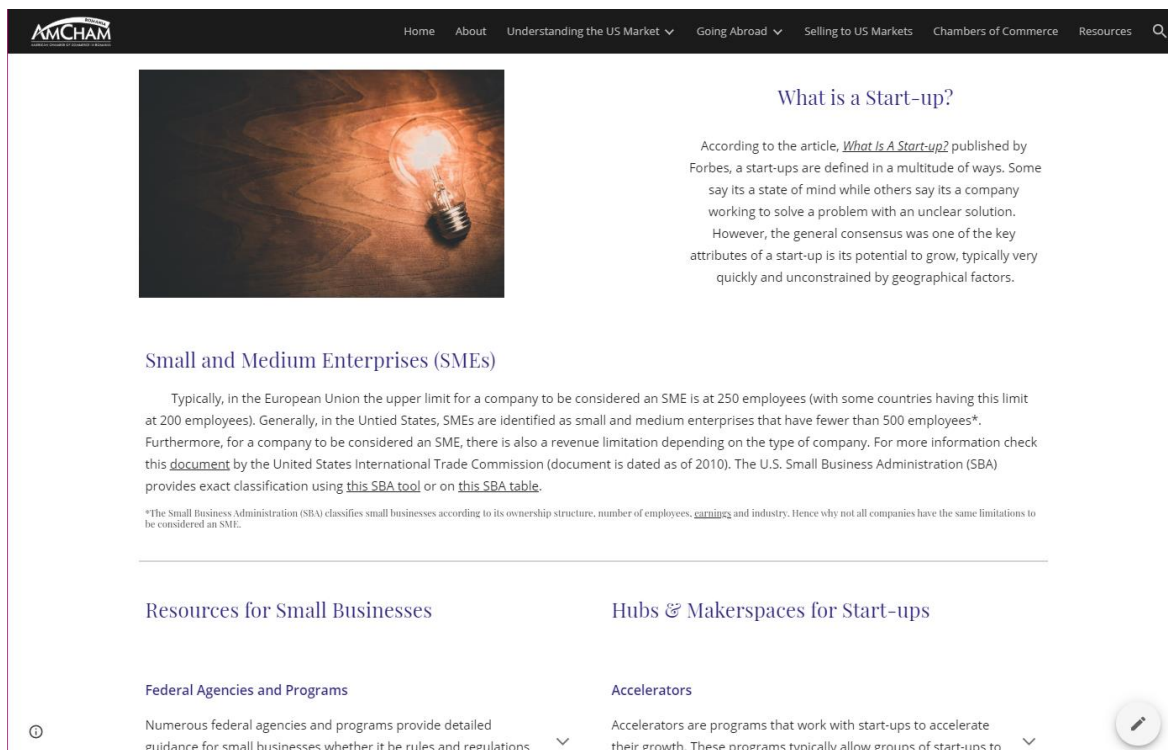 AMCHAM
Home About Understanding the US Market Going Abroad Selling to US Markets Chambers of Commerce Resources
What is a Start-up?
According to the article, What Is A Start-up? published by
Forbes, a start-ups are defined in a multitude of ways. Some
say its a state of mind while others say its a company
working to solve a problem with an unclear solution.
However, the general consensus was one of the key
attributes of a start-up is its potential to grow, typically very
quickly and unconstrained by geographical factors.
Small and Medium Enterprises (SMEs)
Typically, in the European Union the upper limit for a company to be considered an SME is at 250 employees (with some countries having this limit
at 200 employees). Generally, in the Untied States, SMEs are identified as small and medium enterprises that have fewer than 500 employees*.
Furthermore, for a company to be considered an SME, there is also a revenue limitation depending on the type of company. For more information check
this document by the United States International Trade Commission (document is dated as of 2010). The U.S. Small Business Administration (SBA)
provides exact classification using this SBA tool or on this SBA table.
*The Small Business Administration (SBA) classifies small businesses according to its ownership structure, number of employees, earnings and industry. Hence why not all companies have the same limitations to
be considered an SME.
Resources for Small Businesses
Hubs & Makerspaces for Start-ups
Federal Agencies and Programs
Numerous federal agencies and programs provide detailed
guidance for small businesses whether it be rules and regulations
Accelerators
Accelerators are programs that work with start-ups to accelerate
their growth. These programs typically allow groups of start-ups to